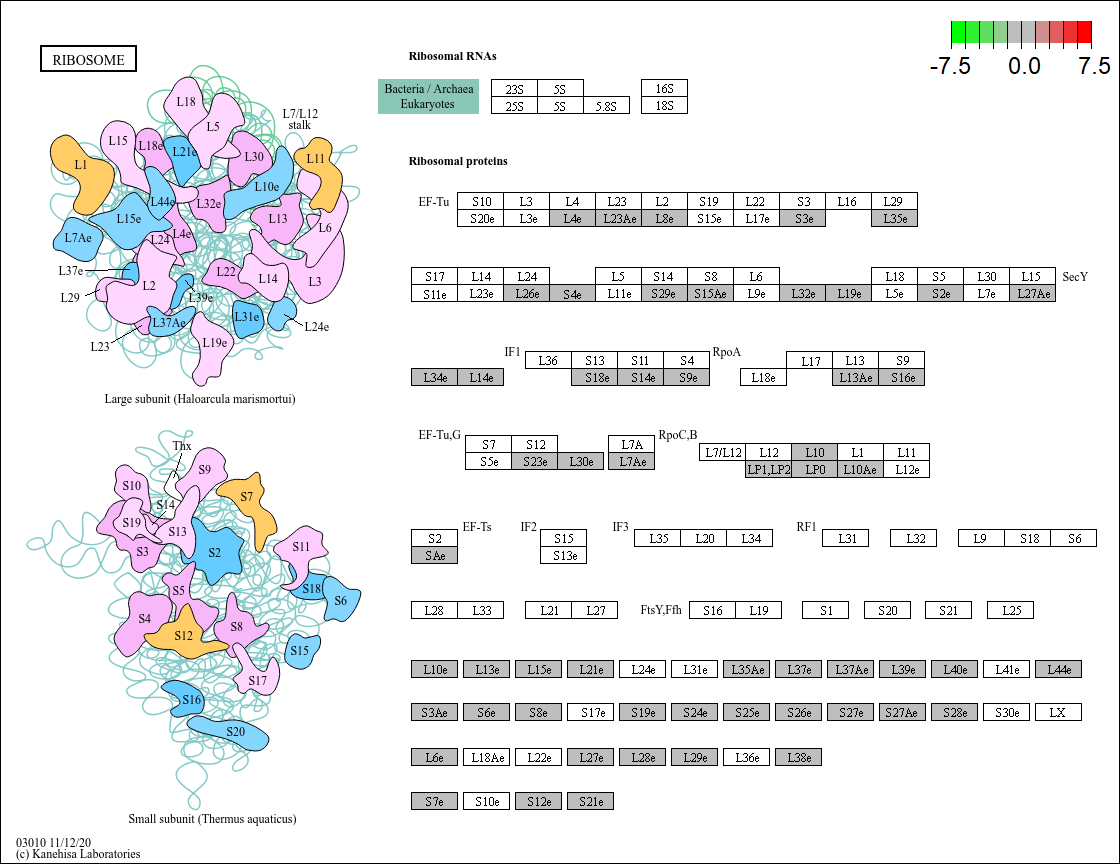 RIBOSOME
-7.5 0.0 7.5
Ribosomal RNAs
Bacteria / Archaea
Eukaryotes
23S 5S 16S
25S 5S 5.8S 18S
Ribosomal proteins
EF-Tu S10 L3 L4 L23 L2 S19 L22 S3 L16 L29
S20e L3e L4e L23Ae L8e S15e L17e S3e L35e
S17 L14 L24 L5 S14 S8 L6 L18 S5 L30 L15 SecY
S11e L23e L26e S4e L11e S29e S15Ae L9e L32e L19e L5e S2e L7e L27Ae
IF1 L36 S13 S11 S4 RpoA L17 L13 S9
L34e L14e S18e S14e S9e L18e L13Ae S16e
EF-Tu,G S7 S12 L7A RpoC,B L7/L12 L12 L10 L1 L11
S5e S23e L30e L7Ae LP1,LP2 LP0 L10Ae L12e
S2 EF-Ts IF2 S15 IF3 L35 L20 L34 RF1 L31 L32 L9 S18 S6
SAe S13e
L28 L33 L21 L27 FtsY,Ffh S16 L19 S1 S20 S21 L25
L10e L13e L15e L21e L24e L31e L35Ae L37e L37Ae L39e L40e L41e L44e
S3Ae S6e S8e S17e S19e S24e S25e S26e S27e S27Ae S28e S30e LX
L6e L18Ae L22e L27e L28e L29e L36e L38e
S7e S10e S12e S21e
L18
L5
L7/L12
stalk
L15
L18e
L21e
L30
L11
L1
L10e
L44e
L32e
L15e
L13
L6
L7Ae
L24
L4e
L37e
L22
L14
L3
L2
L29
L39e
L37Ae
L31e
L24e
L23
L19e
Large subunit (Haloarcula marismortui)
Thx
S9
S10
S7
S14
S19
S13
S3
S2
S11
S5
S18
S6
S4
S12
S8
S15
S17
S16
S20
Small subunit (Thermus aquaticus)
03010 11/12/20
(c) Kanehisa Laboratories